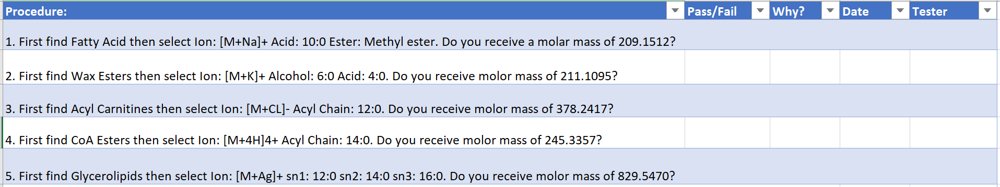 Procedure: Pass/Fail Why? Date Tester
1. First find Fatty Acid then select Ion: [M+Na]+ Acid: 10:0 Ester: Methyl ester. Do you receive a molar mass of 209.1512?
2. First find Wax Esters then select Ion: [M+K]+ Alcohol: 6:0 Acid: 4:0. Do you receive molor mass of 211.1095?
3. First find Acyl Carnitines then select Ion: [M+CL]- Acyl Chain: 12:0. Do you receive molor mass of 378.2417?
4. First find CoA Esters then select Ion: [M+4H]4+ Acyl Chain: 14:0. Do you receive molor mass of 245.3357?
5. First find Glycerolipids then select Ion: [M+Ag]+ sn1: 12:0 sn2: 14:0 sn3: 16:0. Do you receive molor mass of 829.5470?